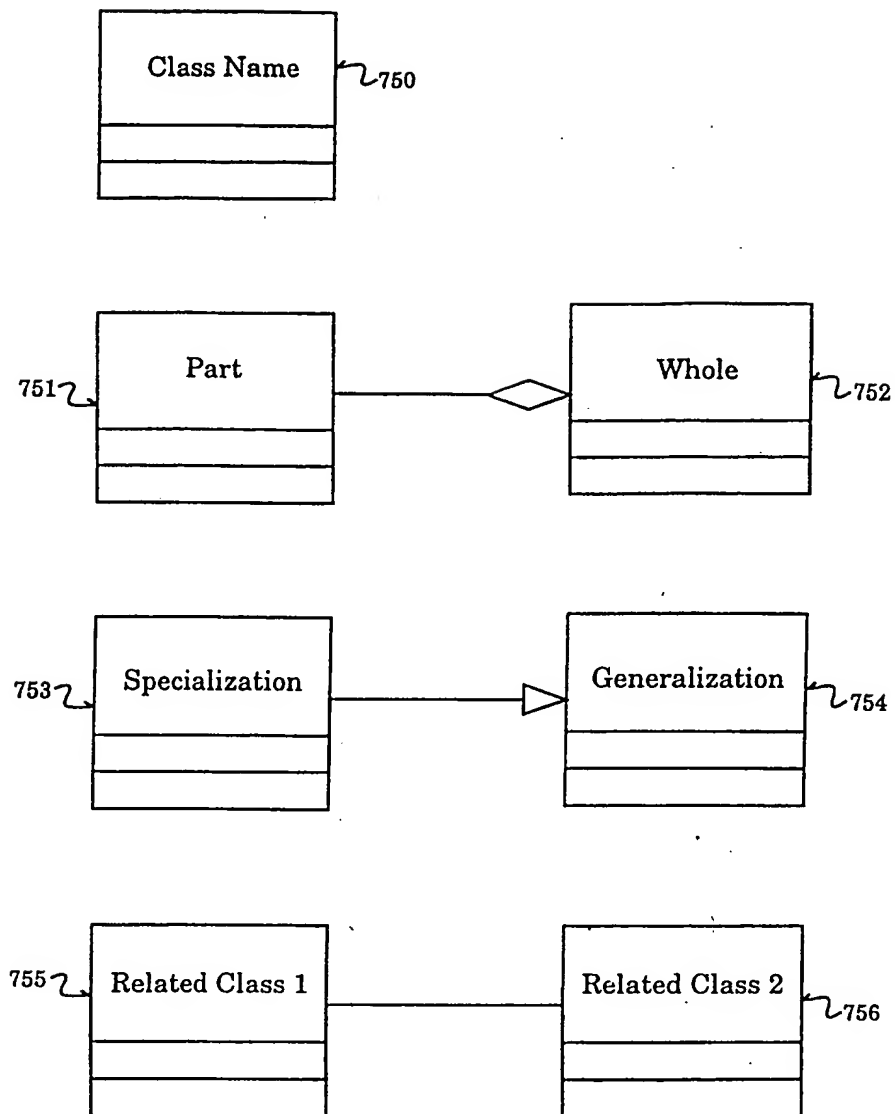 Class Name
750
Part
Whole
751
752
Specialization
Generalization
753
754
Related Class 1
Related Class 2
755
756